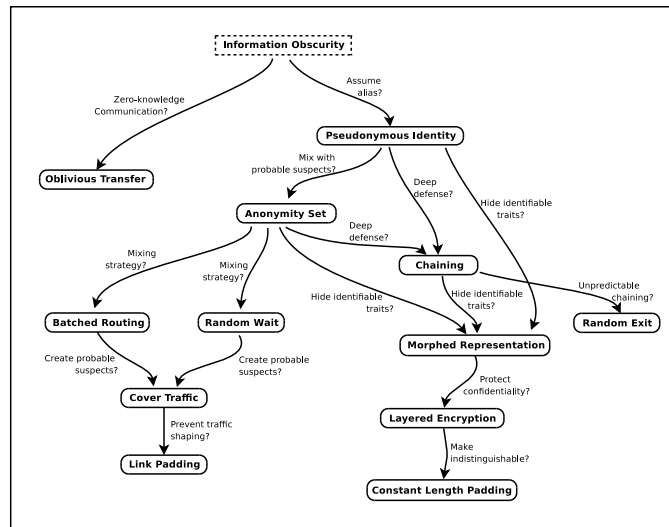 Information Obscurity
Assume
alias?
Zero-knowledge
Communication?
Pseudonymous Identity
Mix with
probable suspects?
Oblivious Transfer
Deep
defense?
Hide identifiable
traits?
Anonymity Set
Deep
defense?
Mixing
strategy?
Mixing
strategy?
Chaining
Unpredictable
chaining?
Hide identifiable
traits?
Hide identifiable
traits?
Batched Routing
Random Wait
Random Exit
Morphed Representation
Create probable
suspects?
Create probable
suspects?
Protect
confidentiality?
Cover Traffic
Layered Encryption
Prevent traffic
shaping?
Make
indistinguishable?
Link Padding
Constant Length Padding